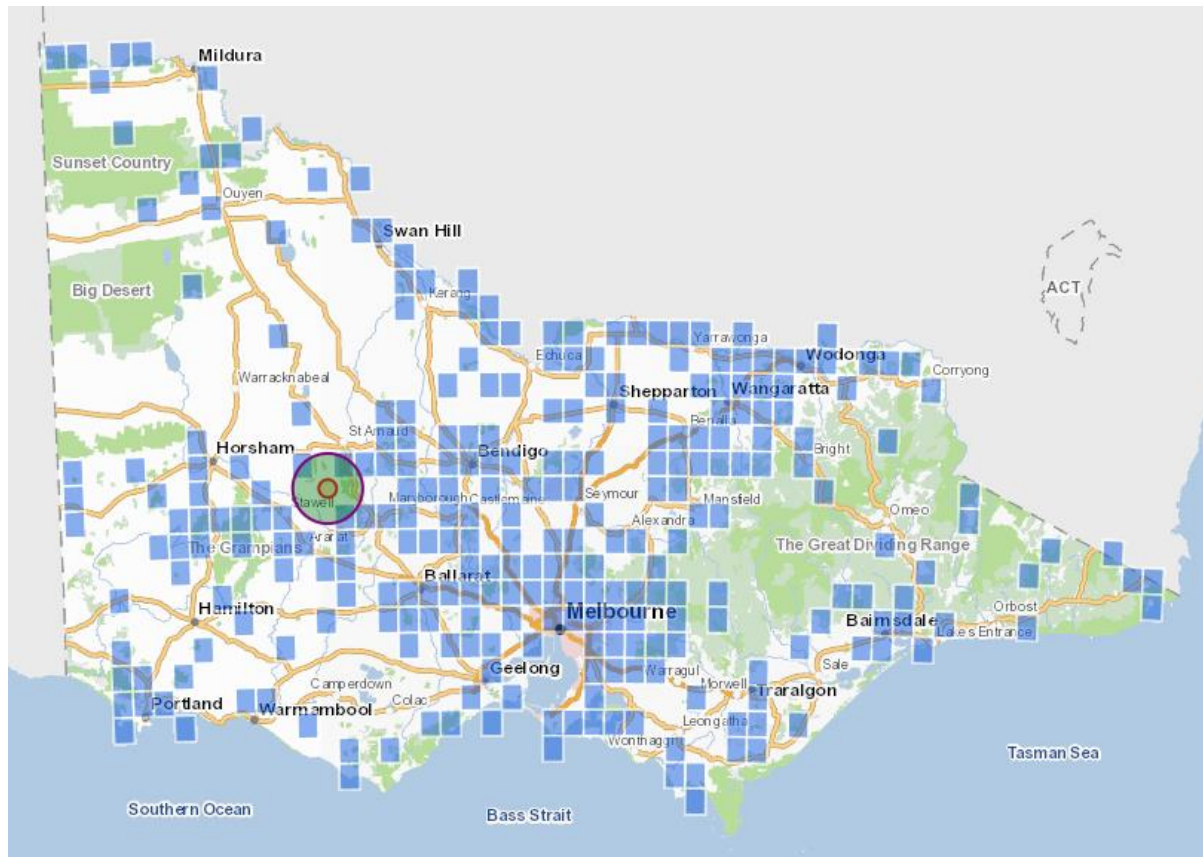 Mildura
Sunset Country
Ouyen
Swan Hill
ACT
Big Desert
Kerang
Yarrawonga
Echuca
Wodonga
Corryong
Warracknabeal
Shepparton
Wangaratta
Benalla
St Arnaud
Horsham
Bendigo
Bright
Maryborough
Castlemaine
Seymour
Mansfield
Stawell
Omeo
Alexandra
Ararat
The Grampians
The Great Dividing Range
Ballarat
Hamilton
Melbourne
Orbost
Bairnsdale
Lakes Entrance
Geelong
Warragul
Sale
Camperdown
Morwell
Traralgon
Colac
Portland
Warrnambool
Leongatha
Wonthaggi
Tasman Sea
Southern Ocean
Bass Strait